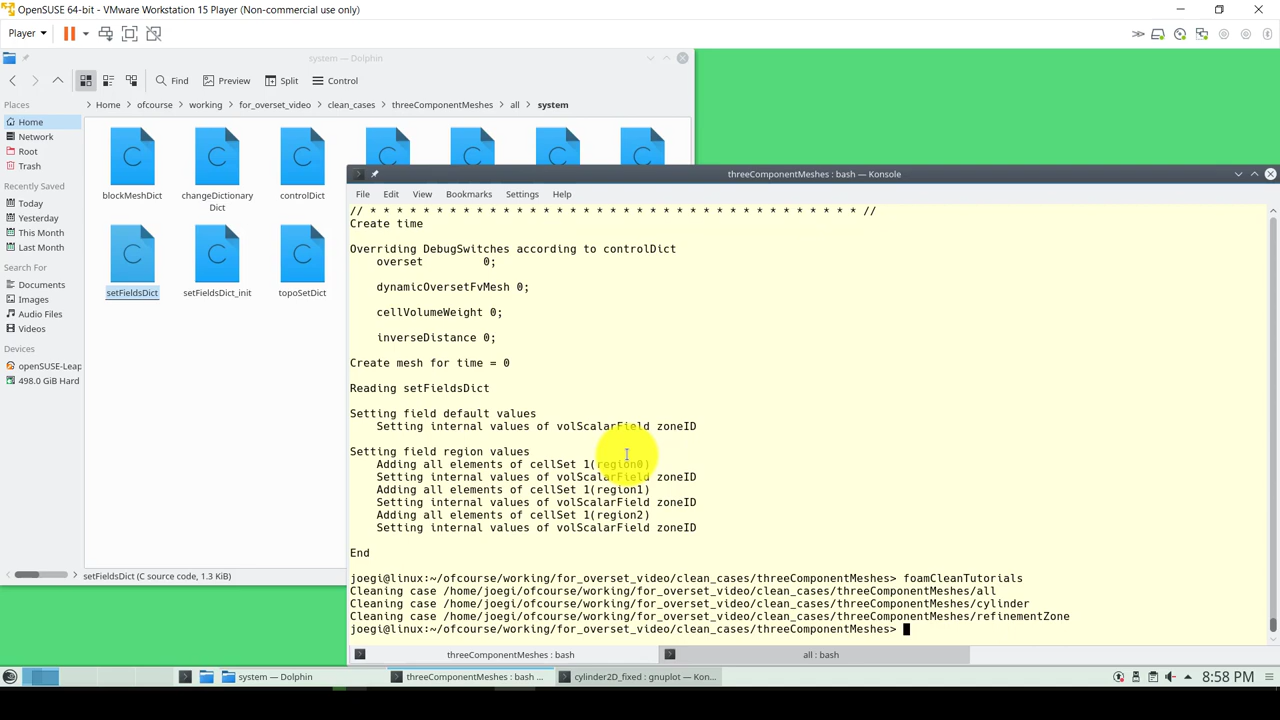 OpenSUSE 64-bit - VMware Workstation 15 Player (Non-commercial use only)
Player
system — Dolphin
Find
Preview
Split
Control
Places
Home
Network
Root
Trash
Recently Saved
Today
Yesterday
This Month
Last Month
Search For
Documents
Images
Audio Files
Videos
Devices
openSUSE-Leap
498.0 GiB Hard
Home > ofcourse > working > for_overset_video > clean_cases > threeComponentMeshes > all > system
blockMeshDict
changeDictionary
Dict
controlDict
setFieldsDict
setFieldsDict_init
topoSetDict
setFieldsDict (C source code, 1.3 KiB)
threeComponentMeshes : bash — Konsole
File Edit View Bookmarks Settings Help
// * * * * * * * * * * * * * * * * * * * * * * * * * * * * * * * * * * * * * //
Create time
Overriding DebugSwitches according to controlDict
overset 0;
dynamicOversetFvMesh 0;
cellVolumeWeight 0;
inverseDistance 0;
Create mesh for time = 0
Reading setFieldsDict
Setting field default values
Setting internal values of volScalarField zoneID
Setting field region values
Adding all elements of cellSet 1(region0)
Setting internal values of volScalarField zoneID
Adding all elements of cellSet 1(region1)
Setting internal values of volScalarField zoneID
Adding all elements of cellSet 1(region2)
Setting internal values of volScalarField zoneID
End
joegi@linux:~/ofcourse/working/for_overset_video/clean_cases/threeComponentMeshes> foamCleanTutorials
Cleaning case /home/joegi/ofcourse/working/for_overset_video/clean_cases/threeComponentMeshes/all
Cleaning case /home/joegi/ofcourse/working/for_overset_video/clean_cases/threeComponentMeshes/cylinder
Cleaning case /home/joegi/ofcourse/working/for_overset_video/clean_cases/threeComponentMeshes/refinementZone
joegi@linux:~/ofcourse/working/for_overset_video/clean_cases/threeComponentMeshes>
threeComponentMeshes : bash
all : bash
system — Dolphin
threeComponentMeshes : bash ...
cylinder2D_fixed : gnuplot — Kon...
8:58 PM